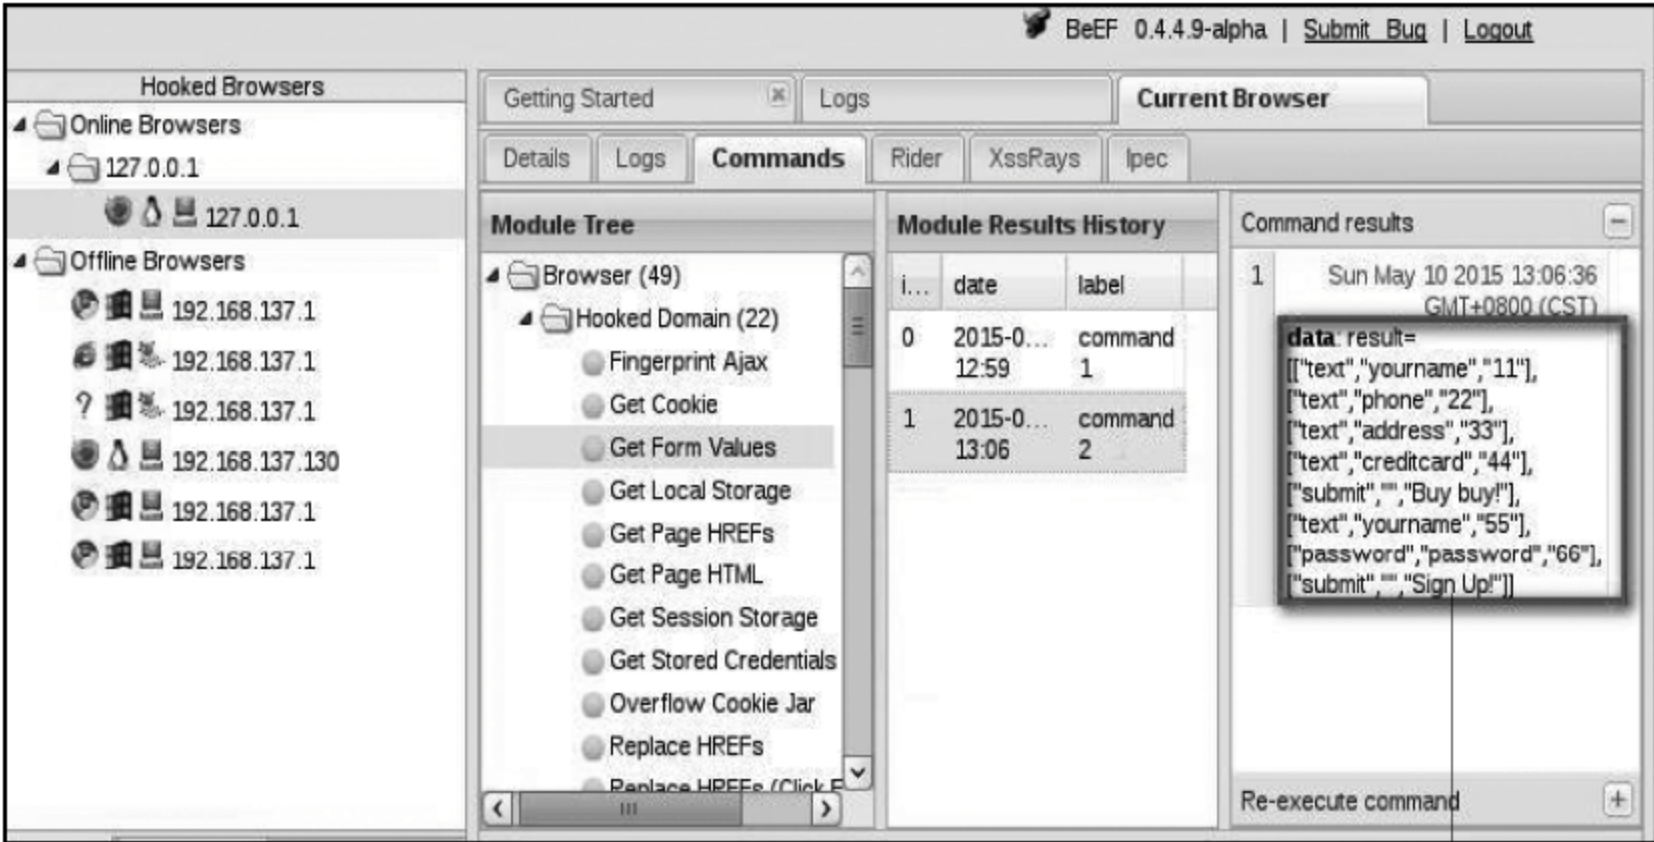 BeEF 0.4.4.9-alpha | Submit Bug | Logout
Hooked Browsers
Online Browsers
127.0.0.1
127.0.0.1
Offline Browsers
192.168.137.1
192.168.137.1
? 192.168.137.1
192.168.137.130
192.168.137.1
192.168.137.1
Getting Started
Logs
Current Browser
Details
Logs
Commands
Rider
XssRays
Ipec
Module Tree
Browser (49)
Hooked Domain (22)
Fingerprint Ajax
Get Cookie
Get Form Values
Get Local Storage
Get Page HREFs
Get Page HTML
Get Session Storage
Get Stored Credentials
Overflow Cookie Jar
Replace HREFs
Replace HREFs (Click
Module Results History
i... date label
0 2015-0... command
12:59 1
1 2015-0... command
13:06 2
Command results
1 Sun May 10 2015 13:06:36
GMT+0800 (CST)
data: result=
[["text","yourname","11"],
["text","phone","22"],
["text","address","33"],
["text","creditcard","44"],
["submit","","Buy buy!"],
["text","yourname","55"],
["password","password","66"],
["submit","","Sign Up!"]]
Re-execute command